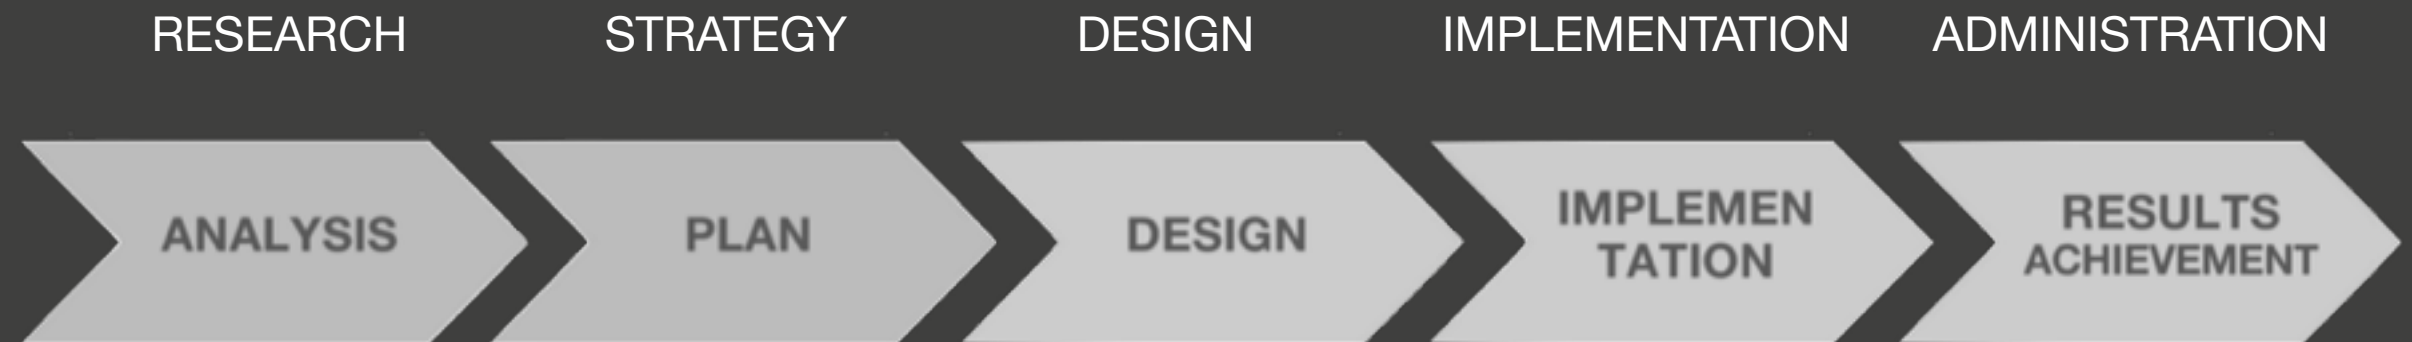 RESEARCH STRATEGY DESIGN IMPLEMENTATION ADMINISTRATION
ANALYSIS
PLAN
DESIGN
IMPLEMEN
TATION
RESULTS
ACHIEVEMENT